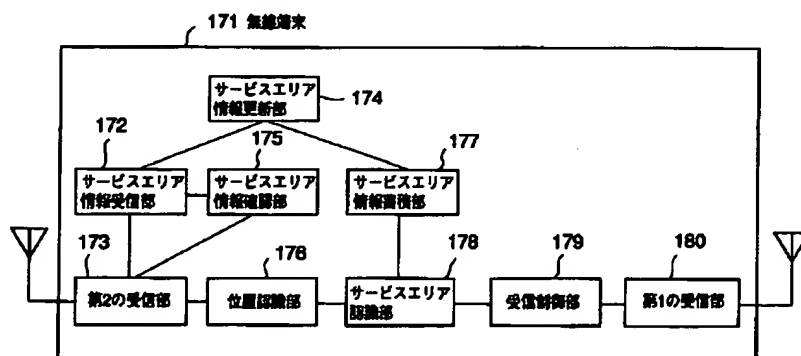 171 無線端末
サービスエリア
情報更新部
174
172
175
177
サービスエリア
情報受信部
サービスエリア
情報確認部
サービスエリア
情報蓄積部
173
176
178
179
180
第2の受信部
位置認識部
サービスエリア
認識部
受信制御部
第1の受信部